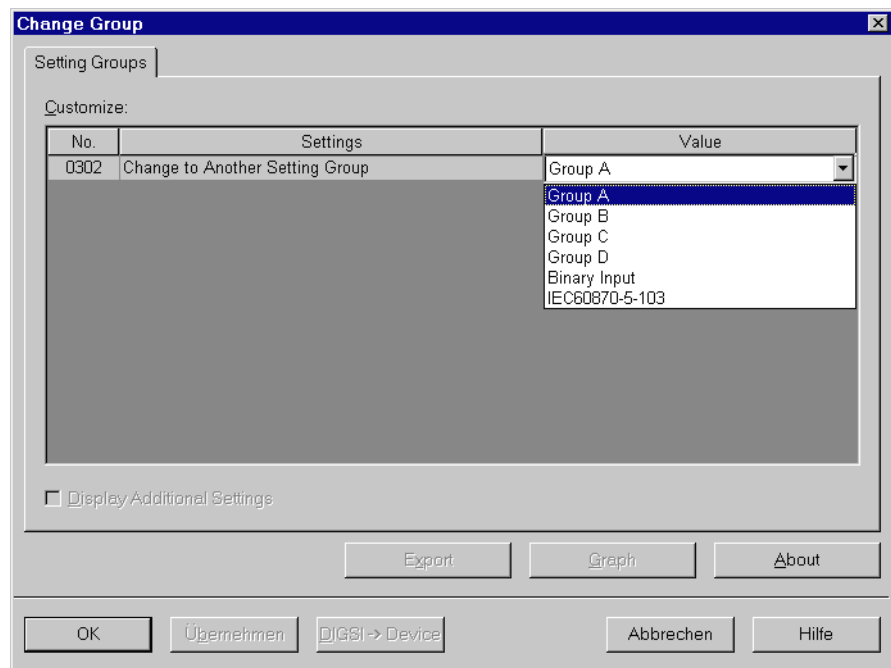 Change Group
Setting Groups
Customize:
No. Settings Value
0302 Change to Another Setting Group Group A
Group A
Group B
Group C
Group D
Binary Input
IEC60870-5-103
Display Additional Settings
Export Graph About
OK Übernehmen DIGSI -> Device Abbrechen Hilfe